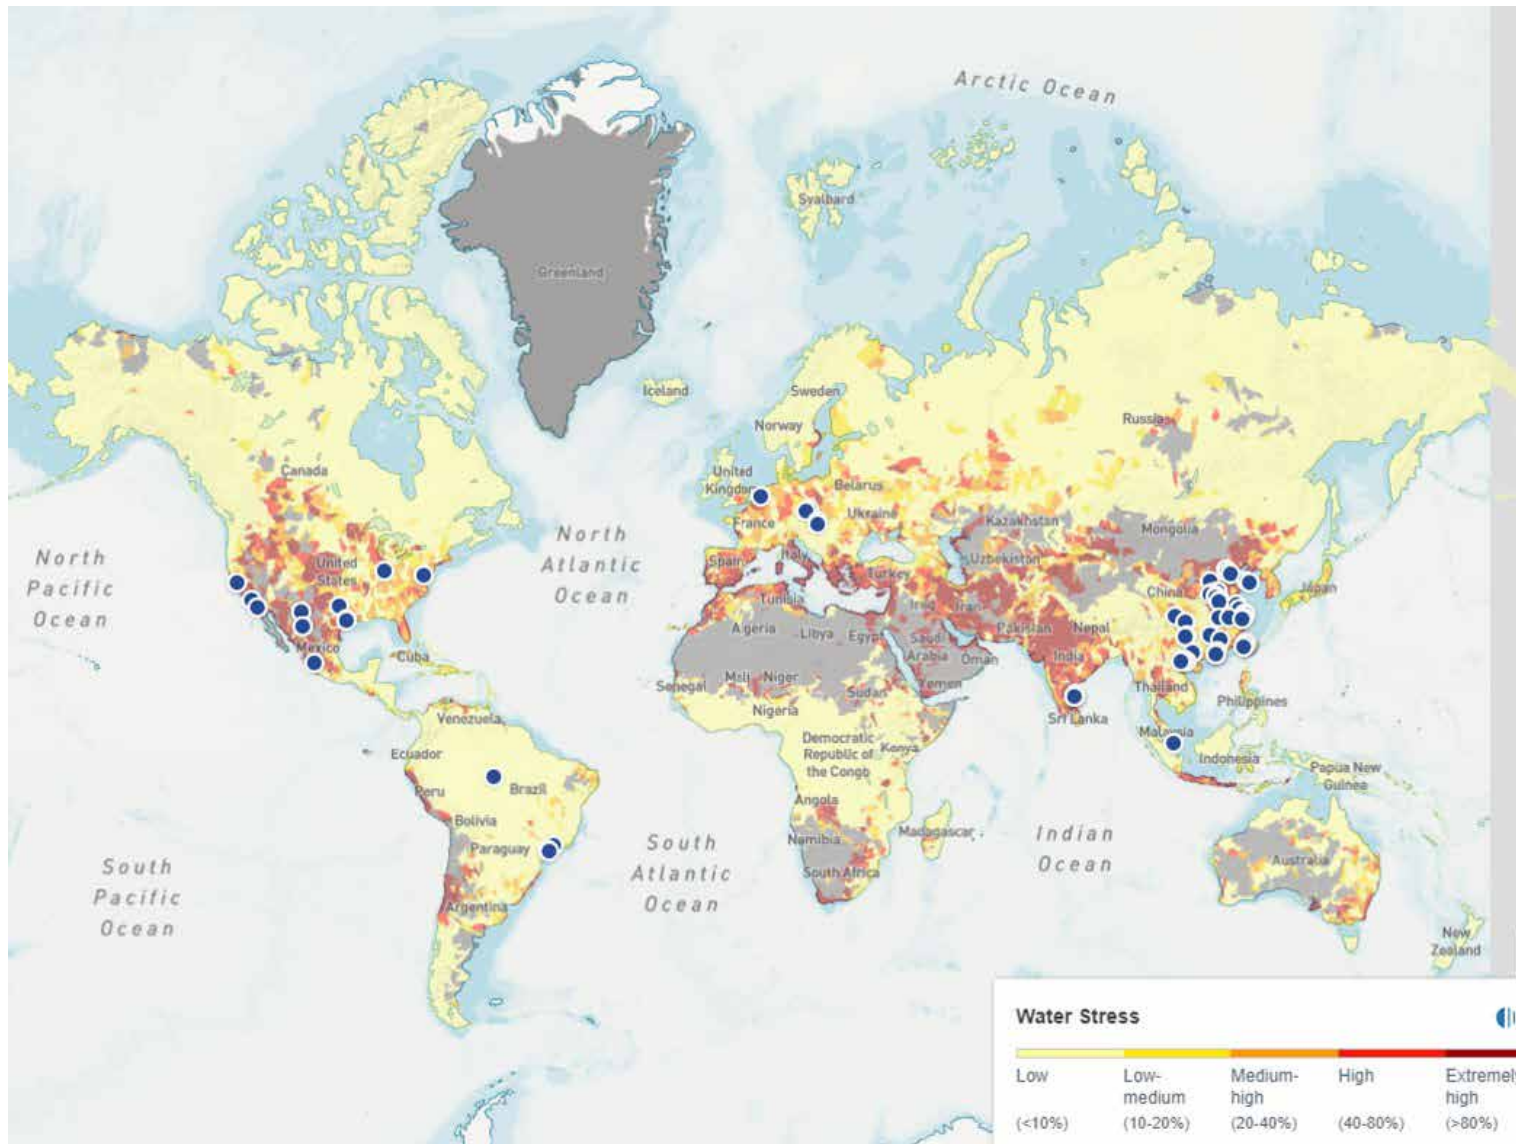 Arctic Ocean
Svalbard
Greenland
Iceland
Sweden
Norway
Russia
Canada
United
Kingdom
Belarus
France
Ukraine
Kazakhstan
Mongolia
North
Pacific
Ocean
North
Atlantic
Ocean
United
States
Spain
Italy
Turkey
Uzbekistan
China
Japan
Tunisia
Iraq
Iran
Algeria
Libya
Egypt
Saudi
Arabia
Pakistan
Nepal
Oman
India
Mexico
Cuba
Senegal
Mali
Niger
Sudan
Yemen
Thailand
Philippines
Nigeria
Sri Lanka
Venezuela
Ecuador
Democratic
Republic of
the Congo
Kenya
Malaysia
Indonesia
Papua New
Guinea
Peru
Brazil
Bolivia
Angola
Paraguay
Namibia
Madagascar
South Africa
Australia
South
Pacific
Ocean
South
Atlantic
Ocean
Indian
Ocean
Argentina
New
Zealand
Water Stress
Low
Low-
medium
Medium-
high
High
Extremely
high
(<10%)
(10-20%)
(20-40%)
(40-80%)
(>80%)